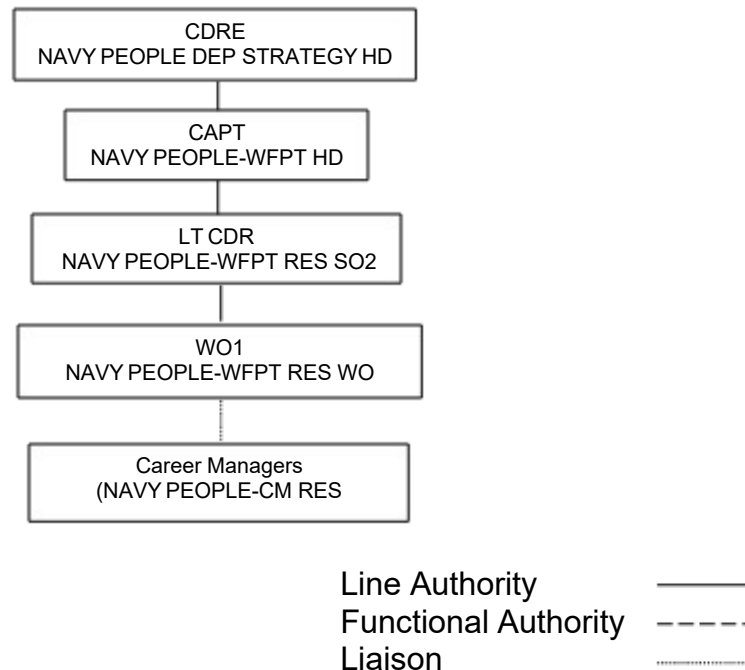 CDRE
NAVY PEOPLE DEP STRATEGY HD
CAPT
NAVY PEOPLE-WFPT HD
LT CDR
NAVY PEOPLE-WFPT RES SO2
WO1
NAVY PEOPLE-WFPT RES WO
Career Managers
(NAVY PEOPLE-CM RES
Line Authority
Functional Authority
Liaison